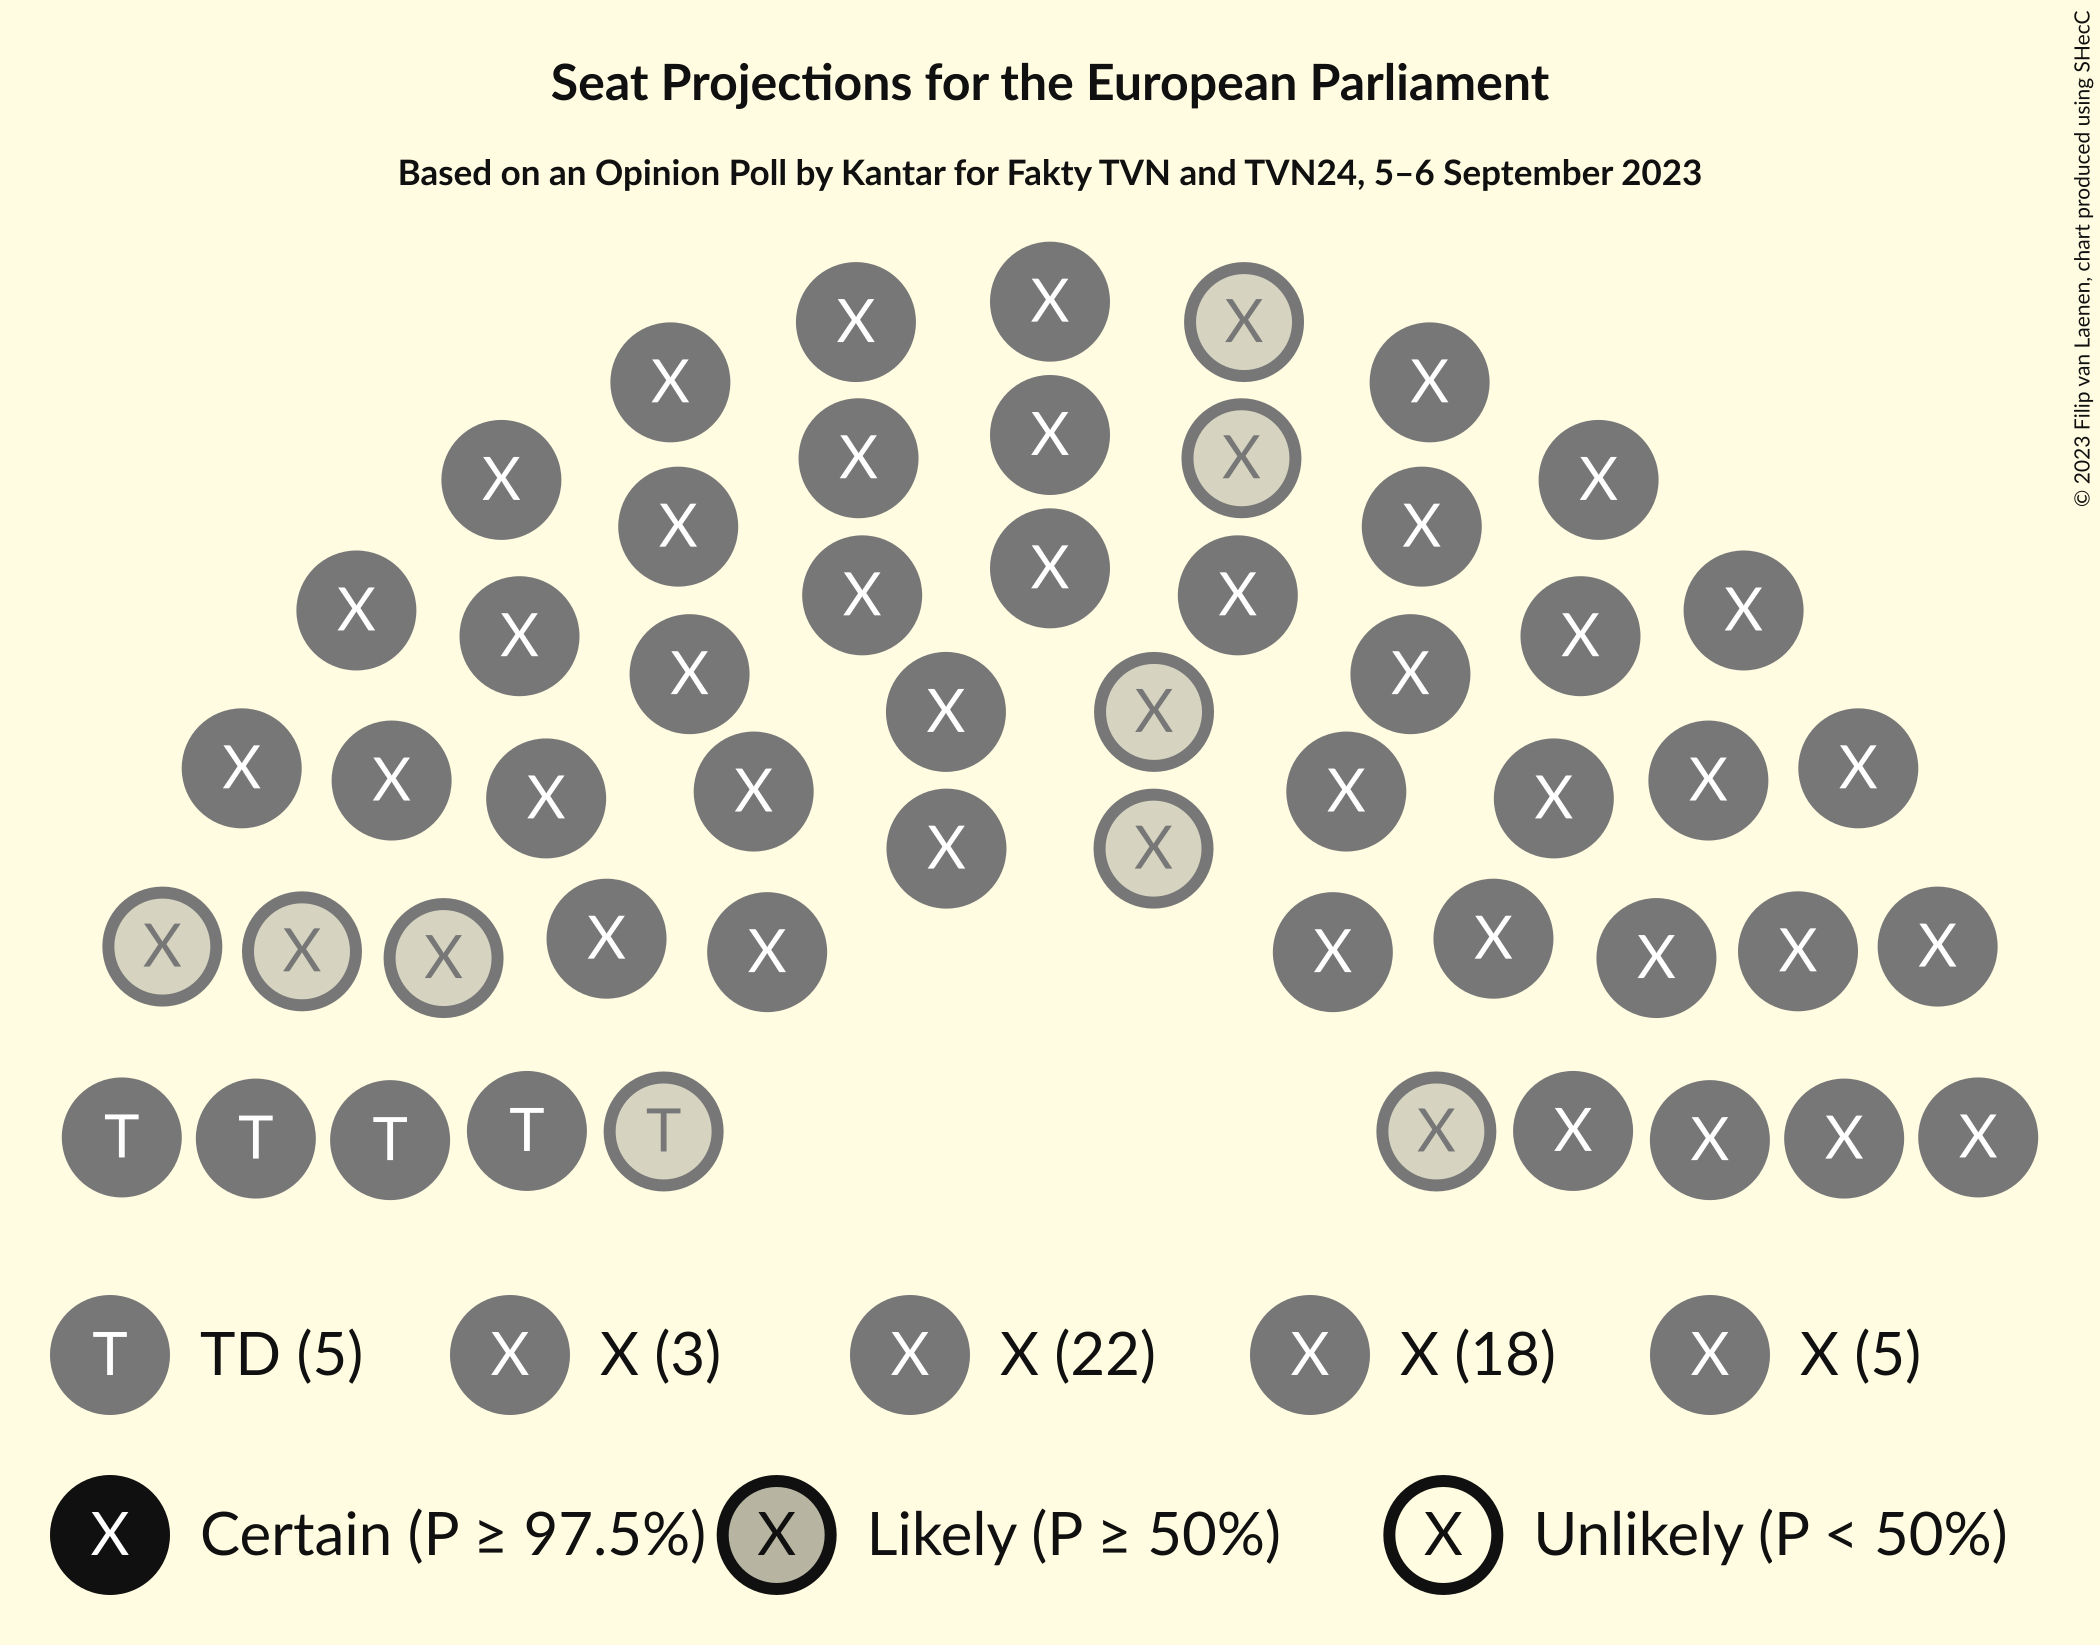 Seat Projections for the European Parliament
Based on an Opinion Poll by Kantar for Fakty TVN and TVN24, 5–6 September 2023
© 2023 Filip van Laenen, chart produced using SHecC
X
X X
X X
X
X X
X X
X X
X
X X
X X
X X
X X
X X
X X X X X X X X
X X
X X X X X X X X X X
T T T T T X X X X X
T TD (5) X X (3) X X (22) X X (18) X X (5)
X Certain (P ≥ 97.5%) X Likely (P ≥ 50%) X Unlikely (P < 50%)